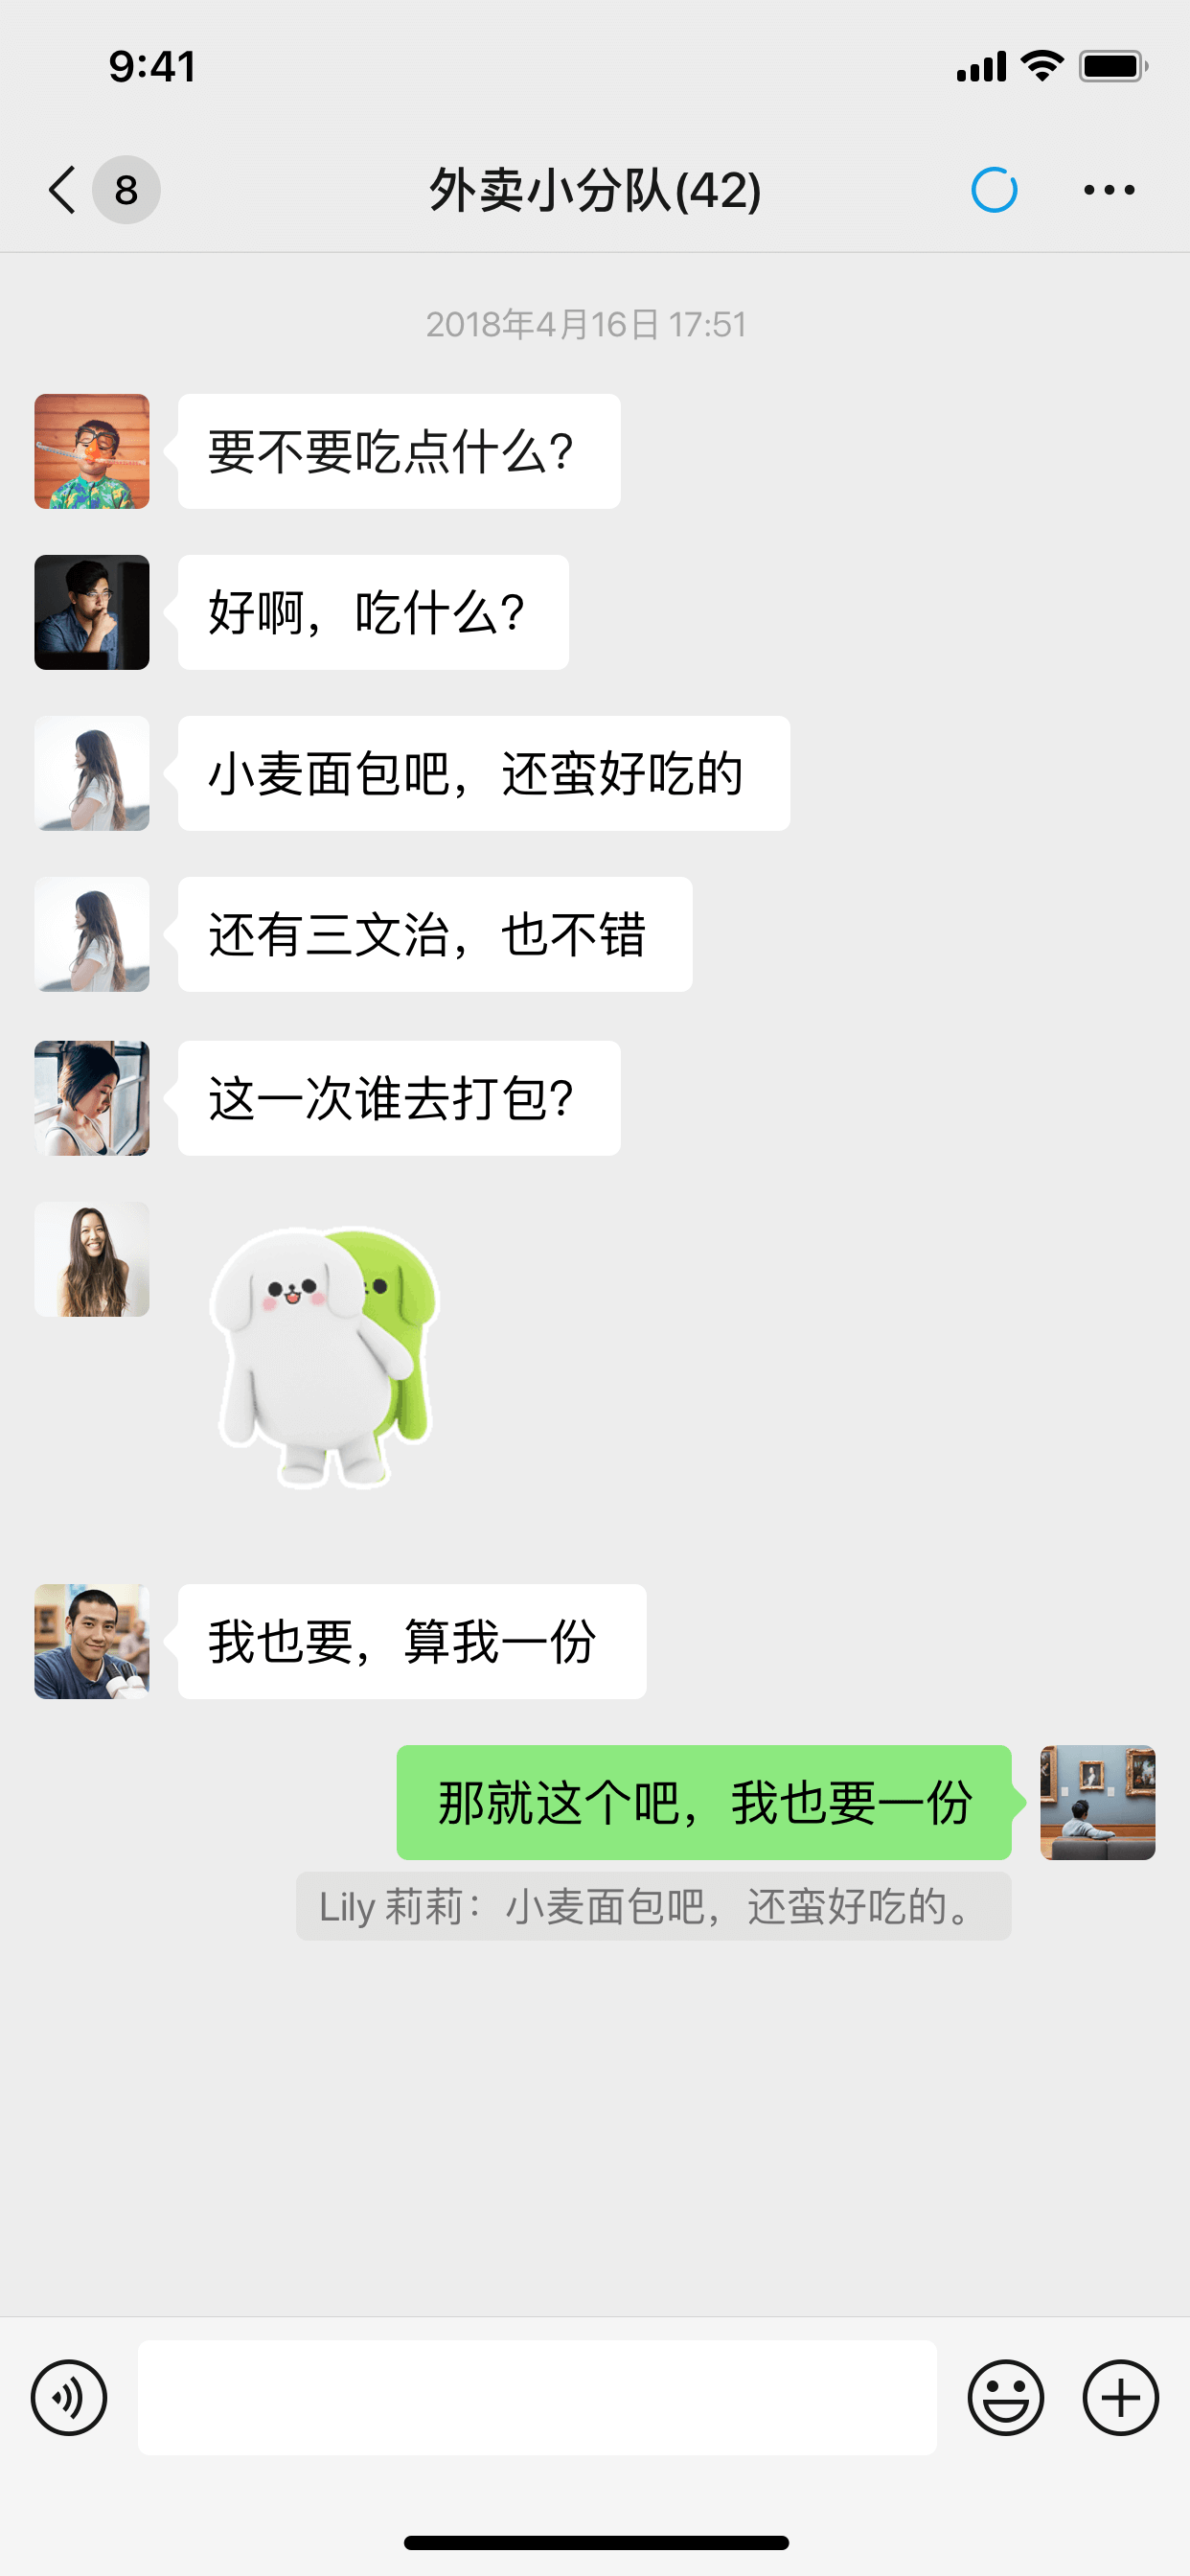 9:41
8
外卖小分队(42)
2018年4月16日 17:51
要不要吃点什么?
好啊，吃什么?
小麦面包吧，还蛮好吃的
还有三文治，也不错
这一次谁去打包?
我也要，算我一份
那就这个吧，我也要一份
Lily 莉莉：小麦面包吧，还蛮好吃的。